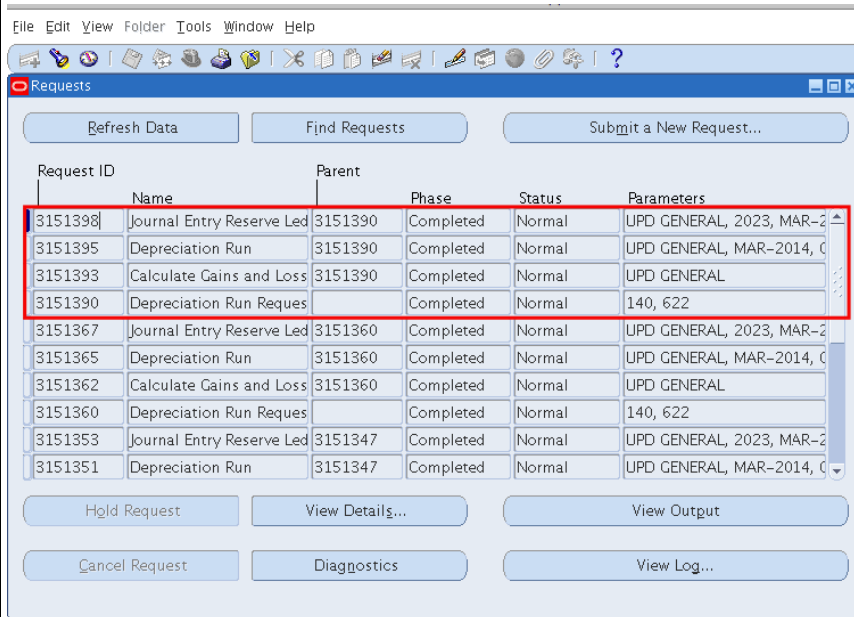 File Edit View Folder Tools Window Help
Requests
Refresh Data Find Requests Submit a New Request...
Request ID Parent
Name Phase Status Parameters
3151398 Journal Entry Reserve Led 3151390 Completed Normal UPD GENERAL, 2023, MAR-2
3151395 Depreciation Run 3151390 Completed Normal UPD GENERAL, MAR-2014, 0
3151393 Calculate Gains and Loss 3151390 Completed Normal UPD GENERAL
3151390 Depreciation Run Reques Completed Normal 140, 622
3151367 Journal Entry Reserve Led 3151360 Completed Normal UPD GENERAL, 2023, MAR-2
3151365 Depreciation Run 3151360 Completed Normal UPD GENERAL, MAR-2014, 0
3151362 Calculate Gains and Loss 3151360 Completed Normal UPD GENERAL
3151360 Depreciation Run Reques Completed Normal 140, 622
3151353 Journal Entry Reserve Led 3151347 Completed Normal UPD GENERAL, 2023, MAR-2
3151351 Depreciation Run 3151347 Completed Normal UPD GENERAL, MAR-2014, 0
Hold Request View Details... View Output
Cancel Request Diagnostics View Log...